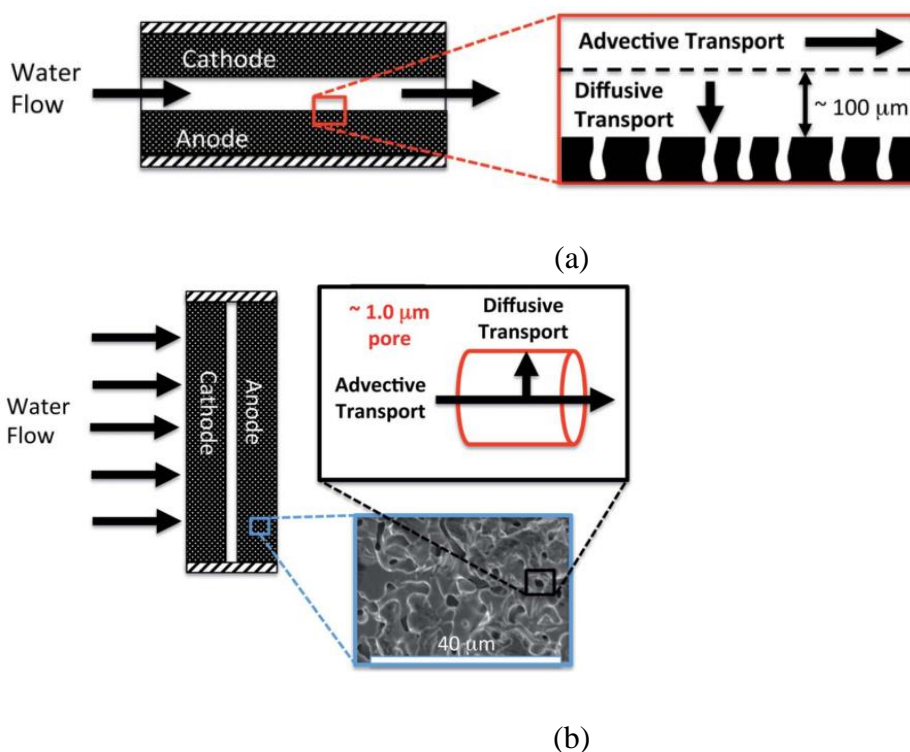 Water
Flow
Cathode
Anode
Advective Transport
Diffusive
Transport
~ 100 μm
(a)
Water
Flow
Cathode
Anode
~ 1.0 μm
pore
Diffusive
Transport
Advective
Transport
40 μm
(b)